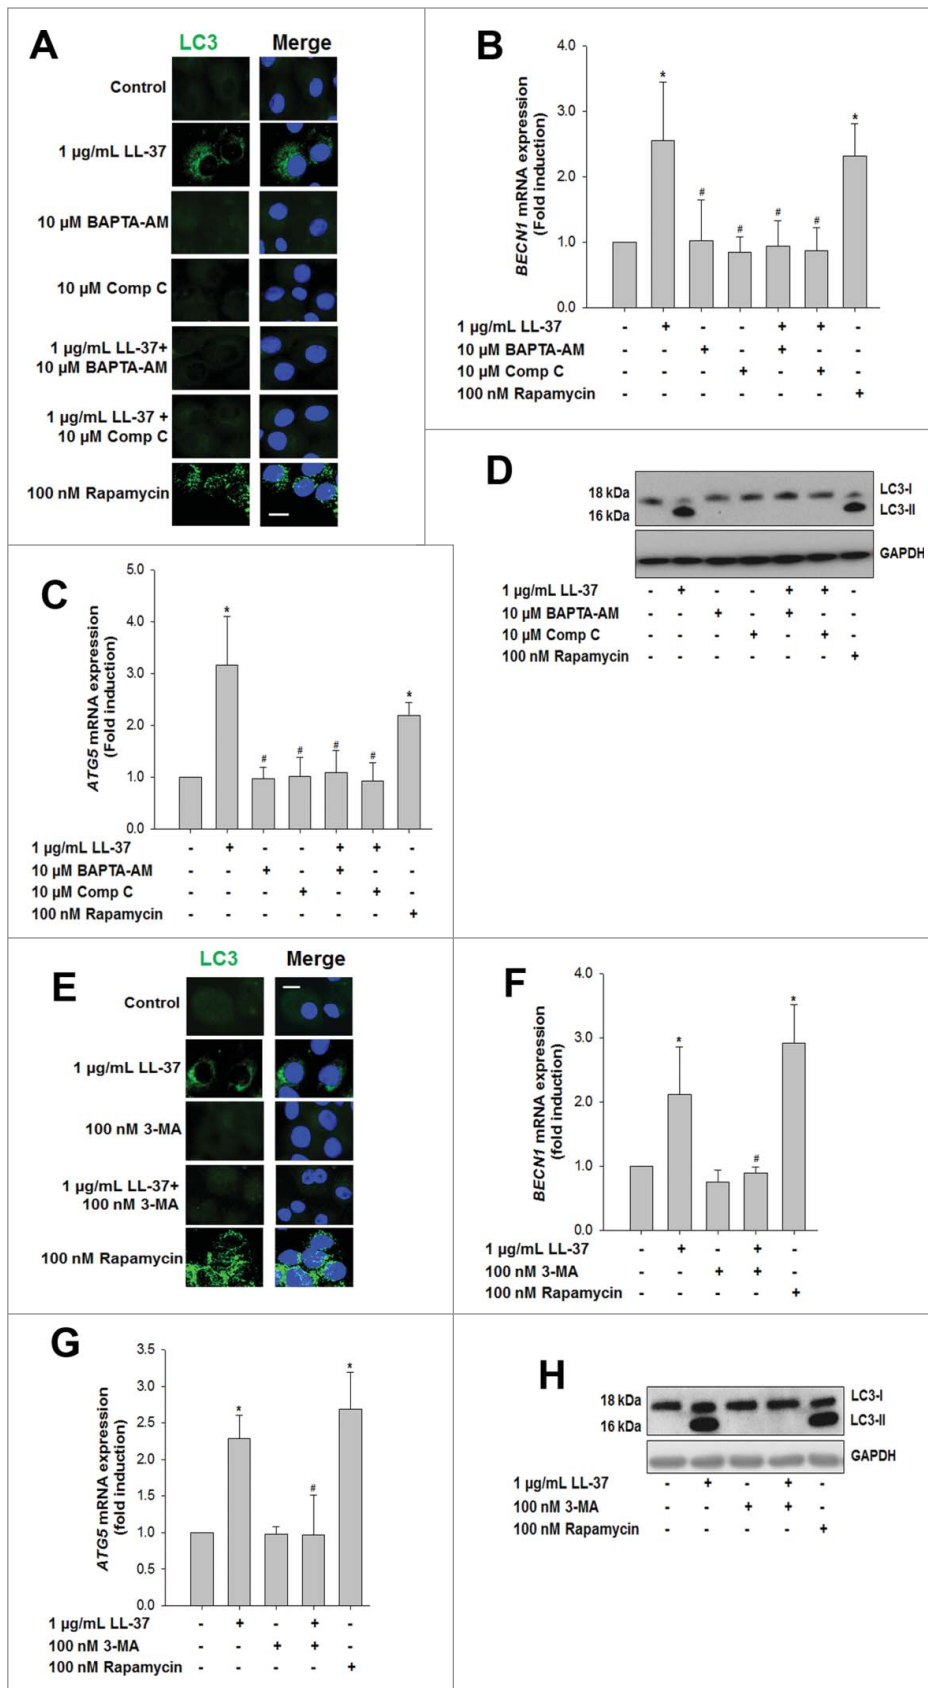 A
LC3 Merge
Control
1 µg/mL LL-37
10 µM BAPTA-AM
10 µM Comp C
1 µg/mL LL-37+
10 µM BAPTA-AM
1 µg/mL LL-37 +
10 µM Comp C
100 nM Rapamycin
B
BECN1 mRNA expression
(Fold induction)
4.0
3.0
2.0
1.0
0.0
* # # # # *
1 µg/mL LL-37 - + - - + + -
10 µM BAPTA-AM - - + - + - -
10 µM Comp C - - - + - + -
100 nM Rapamycin - - - - - - +
C
ATG5 mRNA expression
(Fold induction)
5.0
4.0
3.0
2.0
1.0
0.0
* # # # # *
1 µg/mL LL-37 - + - - + + -
10 µM BAPTA-AM - - + - + - -
10 µM Comp C - - - + - + -
100 nM Rapamycin - - - - - - +
D
18 kDa LC3-I
16 kDa LC3-II
GAPDH
1 µg/mL LL-37 - + - - + + -
10 µM BAPTA-AM - - + - + - -
10 µM Comp C - - - + - + -
100 nM Rapamycin - - - - - - +
E
LC3 Merge
Control
1 µg/mL LL-37
100 nM 3-MA
1 µg/mL LL-37+
100 nM 3-MA
100 nM Rapamycin
F
BECN1 mRNA expression
(fold induction)
4.0
3.0
2.0
1.0
0.0
* # *
1 µg/mL LL-37 - + - + -
100 nM 3-MA - - + + -
100 nM Rapamycin - - - - +
G
ATG5 mRNA expression
(fold induction)
3.5
3.0
2.5
2.0
1.5
1.0
0.5
0.0
* # *
1 µg/mL LL-37 - + - + -
100 nM 3-MA - - + + -
100 nM Rapamycin - - - - +
H
18 kDa LC3-I
16 kDa LC3-II
GAPDH
1 µg/mL LL-37 - + - + -
100 nM 3-MA - - + + -
100 nM Rapamycin - - - - +